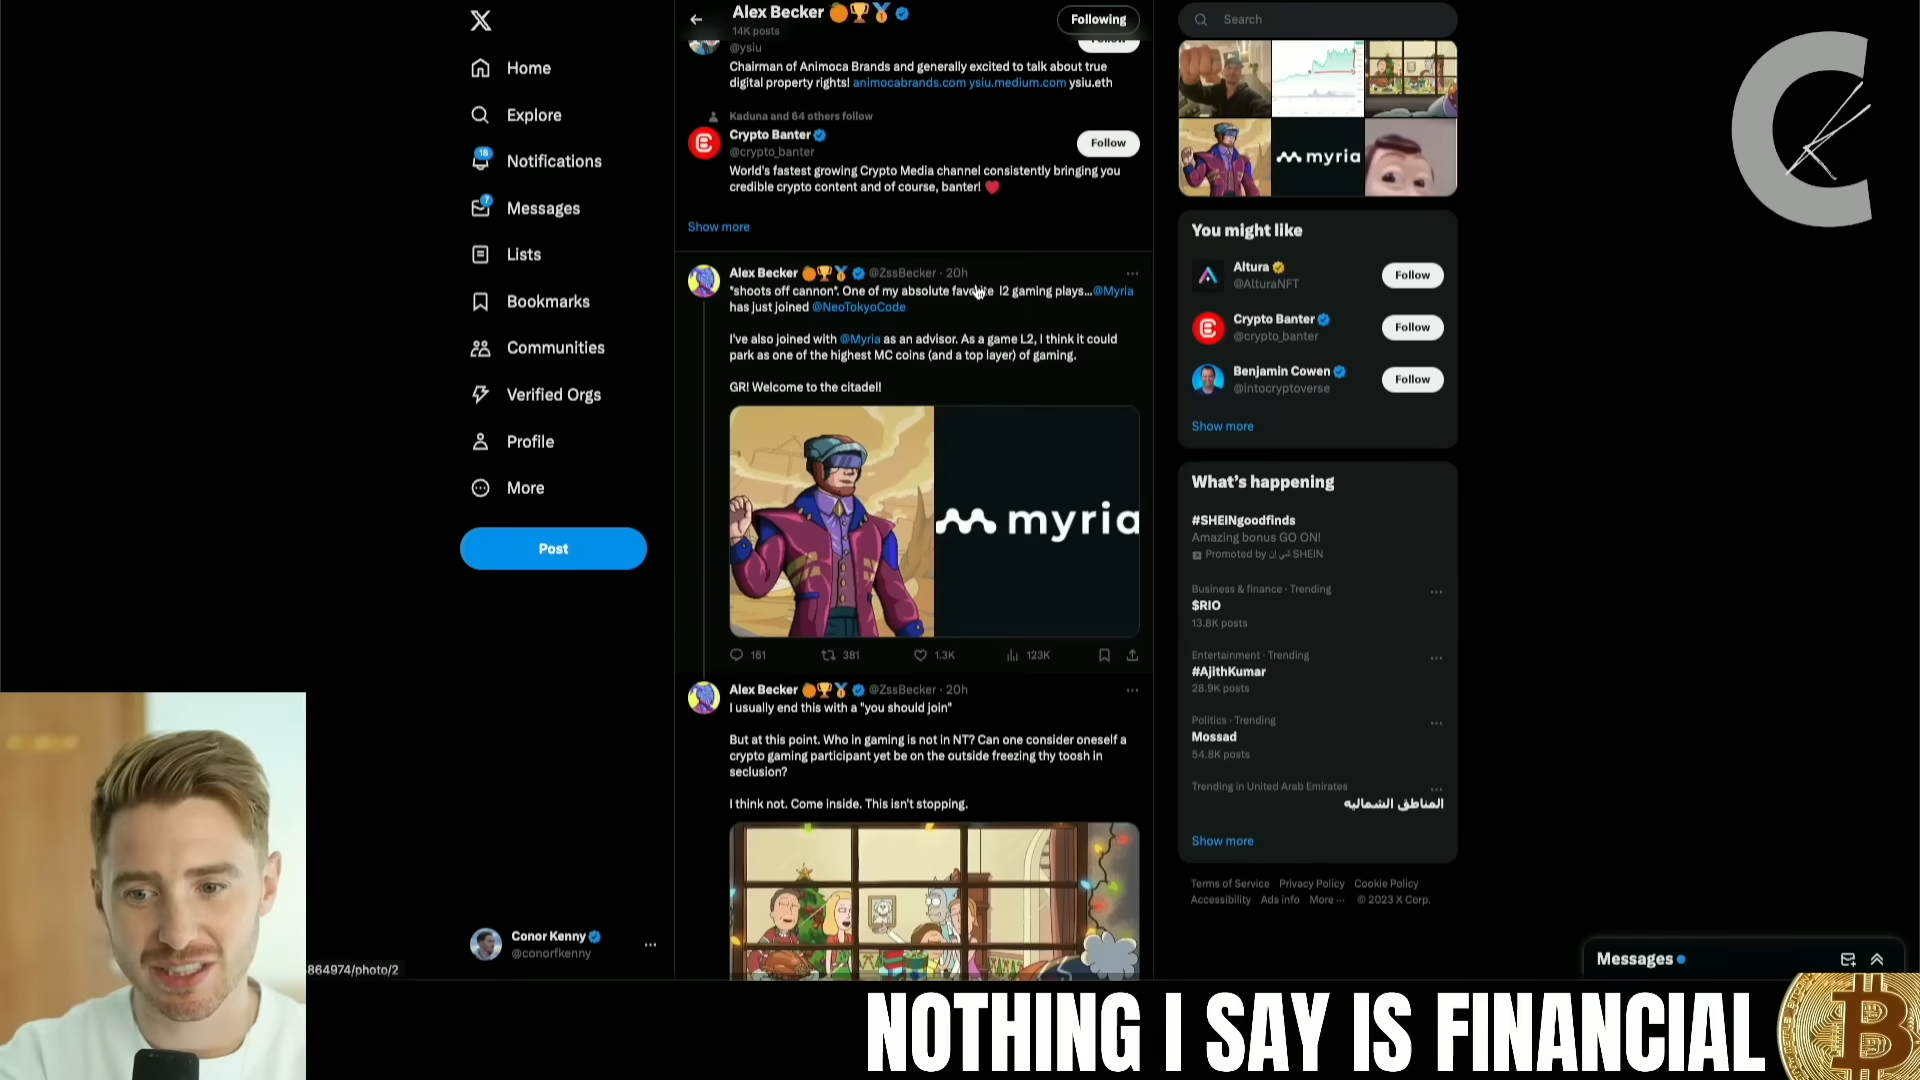 Home
Explore
18
Notifications
7
Messages
Lists
Bookmarks
Communities
Verified Orgs
Profile
More
Post
Conor Kenny
@conorfkenny
864974/photo/2
Alex Becker
14K posts
Following
@ysiu
Follow
Chairman of Animoca Brands and generally excited to talk about true
digital property rights! animocabrands.com ysiu.medium.com ysiu.eth
Kaduna and 64 others follow
Crypto Banter
@crypto_banter
Follow
World's fastest growing Crypto Media channel consistently bringing you
credible crypto content and of course, banter!
Show more
Alex Becker @ZssBecker · 20h
*shoots off cannon*. One of my absolute favorite l2 gaming plays...@Myria
has just joined @NeoTokyoCode
I've also joined with @Myria as an advisor. As a game L2, I think it could
park as one of the highest MC coins (and a top layer) of gaming.
GR! Welcome to the citadel!
myria
161 381 1.3K 123K
Alex Becker @ZssBecker · 20h
I usually end this with a "you should join"
But at this point. Who in gaming is not in NT? Can one consider oneself a
crypto gaming participant yet be on the outside freezing thy toosh in
seclusion?
I think not. Come inside. This isn't stopping.
Search
myria
You might like
Altura
@AlturaNFT
Follow
Crypto Banter
@crypto_banter
Follow
Benjamin Cowen
@intocryptoverse
Follow
Show more
What's happening
#SHEINgoodfinds
Amazing bonus GO ON!
Promoted by شي إن SHEIN
Business & finance · Trending
$RIO
13.8K posts
Entertainment · Trending
#AjithKumar
28.9K posts
Politics · Trending
Mossad
54.8K posts
Trending in United Arab Emirates
المناطق الشماليه
Show more
Terms of Service Privacy Policy Cookie Policy
Accessibility Ads info More ··· © 2023 X Corp.
Messages
NOTHING I SAY IS FINANCIAL